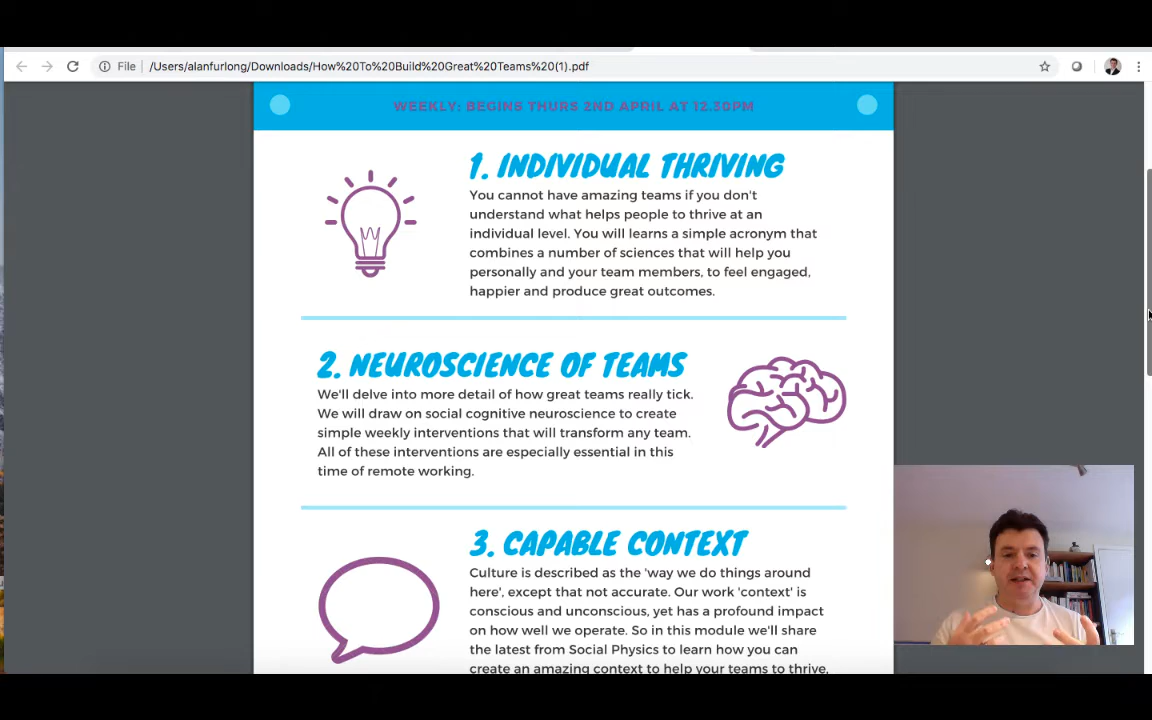 File /Users/alanfurlong/Downloads/How%20To%20Build%20Great%20Teams%20(1).pdf
WEEKLY: BEGINS THURS 2ND APRIL AT 12.30PM
1. INDIVIDUAL THRIVING
You cannot have amazing teams if you don't
understand what helps people to thrive at an
individual level. You will learns a simple acronym that
combines a number of sciences that will help you
personally and your team members, to feel engaged,
happier and produce great outcomes.
2. NEUROSCIENCE OF TEAMS
We'll delve into more detail of how great teams really tick.
We will draw on social cognitive neuroscience to create
simple weekly interventions that will transform any team.
All of these interventions are especially essential in this
time of remote working.
3. CAPABLE CONTEXT
Culture is described as the 'way we do things around
here', except that not accurate. Our work 'context' is
conscious and unconscious, yet has a profound impact
on how well we operate. So in this module we'll share
the latest from Social Physics to learn how you can
create an amazing context to help your teams to thrive,